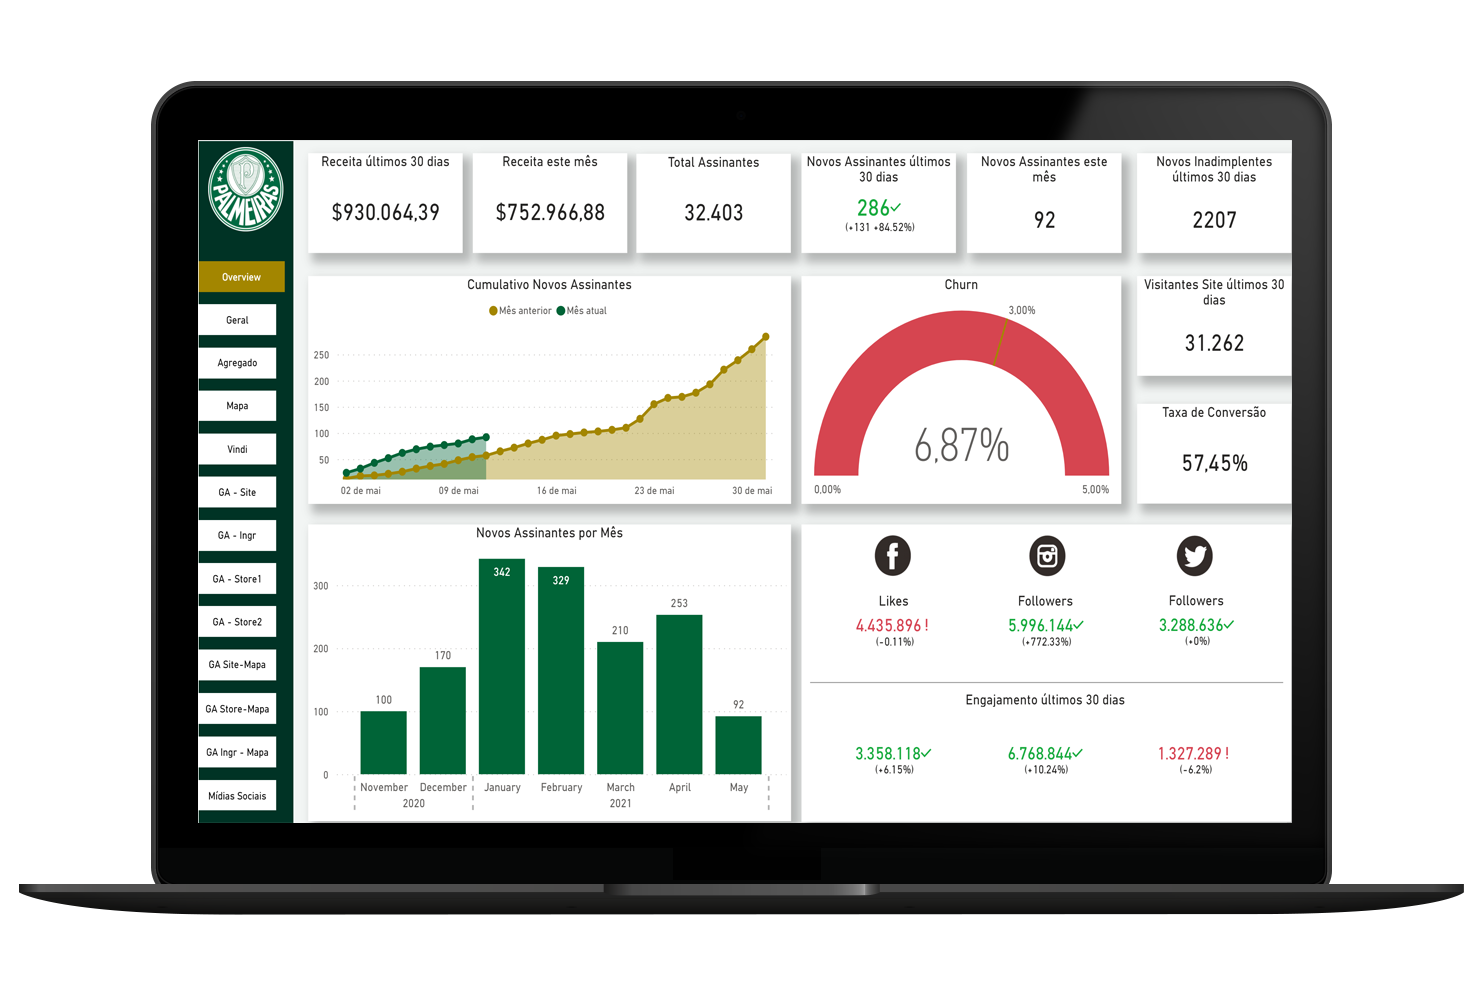 PALMEIRAS
Overview
Geral
Agregado
Mapa
Vindi
GA - Site
GA - Ingr
GA - Store1
GA - Store2
GA Site-Mapa
GA Store-Mapa
GA Ingr - Mapa
Mídias Sociais
Receita últimos 30 dias
$930.064,39
Receita este mês
$752.966,88
Total Assinantes
32.403
Novos Assinantes últimos
30 dias
286
(+131 +84.52%)
Novos Assinantes este
mês
92
Novos Inadimplentes
últimos 30 dias
2207
Cumulativo Novos Assinantes
Mês anterior Mês atual
250
200
150
100
50
02 de mai 09 de mai 16 de mai 23 de mai 30 de mai
Churn
3,00%
6,87%
0,00% 5,00%
Visitantes Site últimos 30
dias
31.262
Taxa de Conversão
57,45%
Novos Assinantes por Mês
300
200
100
0
100
170
342
329
210
253
92
November December January February March April May
2020 2021
Likes
4.435.896 !
(-0.11%)
Followers
5.996.144
(+772.33%)
Followers
3.288.636
(+0%)
Engajamento últimos 30 dias
3.358.118
(+6.15%)
6.768.844
(+10.24%)
1.327.289 !
(-6.2%)